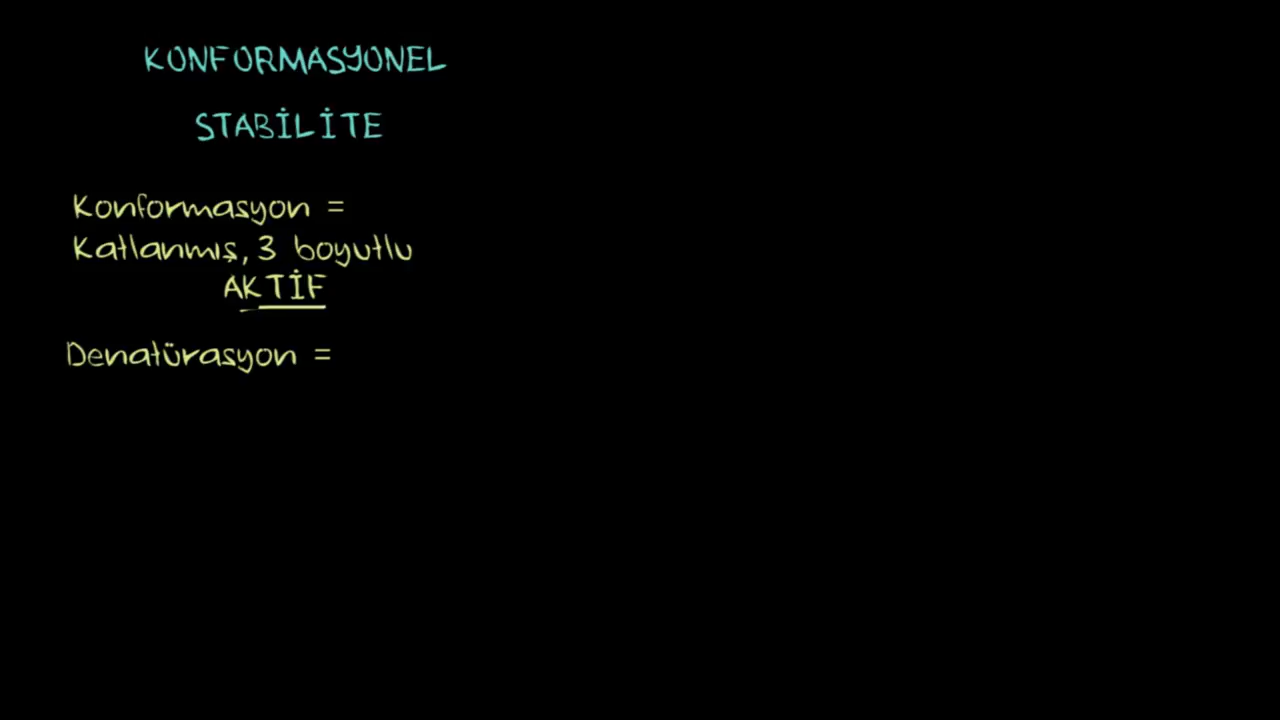 KONFORMASYONEL
STABİLİTE
Konformasyon =
Katlanmış, 3 boyutlu
AKTİF
Denatürasyon =